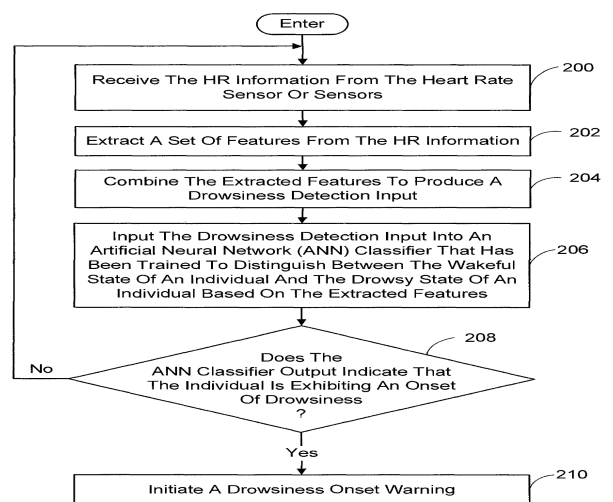 Enter
Receive The HR Information From The Heart Rate
Sensor Or Sensors
200
Extract A Set Of Features From The HR Information
202
Combine The Extracted Features To Produce A
Drowsiness Detection Input
204
Input The Drowsiness Detection Input Into An
Artificial Neural Network (ANN) Classifier That Has
Been Trained To Distinguish Between The Wakeful
State Of An Individual And The Drowsy State Of An
Individual Based On The Extracted Features
206
Does The
ANN Classifier Output Indicate That
The Individual Is Exhibiting An Onset
Of Drowsiness
?
208
No
Yes
Initiate A Drowsiness Onset Warning
210